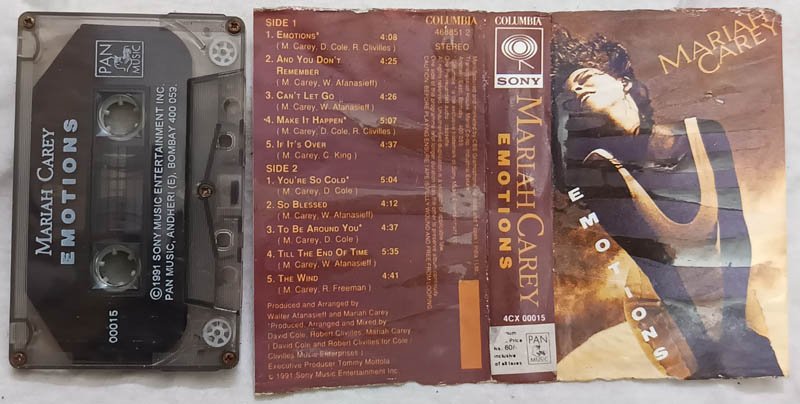 PAN
MUSIC
MARIAH CAREY
EMOTIONS
©1991 SONY MUSIC ENTERTAINMENT INC.
PAN MUSIC, ANDHERI (E), BOMBAY 400 059.
00015
SIDE 1
1. EMOTIONS* 4:08
( M. Carey, D. Cole, R. Clivilles )
2. AND YOU DON'T 4:25
REMEMBER
( M. Carey, W. Afanasieff )
3. CAN'T LET GO 4:26
( M. Carey, W. Afanasieff )
*4. MAKE IT HAPPEN* 5:07
( M. Carey, D. Cole, R. Clivilles )
5. IF IT'S OVER 4:37
( M. Carey, C. King )
SIDE 2
1. YOU'RE SO COLD* 5:04
( M. Carey, D. Cole )
2. SO BLESSED 4:12
( M. Carey, W. Afanasieff )
3. TO BE AROUND YOU* 4:37
( M. Carey, D. Cole )
4. TILL THE END OF TIME 5:35
( M. Carey, W. Afanasieff )
5. THE WIND 4:41
( M. Carey, R. Freeman )
Produced and Arranged by
Walter Afanasieff and Mariah Carey
*Produced, Arranged and Mixed by
David Cole, Robert Clivilles, Mariah Carey
( David Cole and Robert Clivilles for Cole /
Clivilles Music Enterprises )
Executive Producer Tommy Mottola
© 1991 Sony Music Entertainment Inc
COLUMBIA
468851 2
STEREO
COLUMBIA
SONY
MARIAH CAREY
EMOTIONS
4CX 00015
Price
Rs. 60/-
inclusive
of all taxes
PAN
MUSIC
MARIAH
CAREY
EMOTIONS